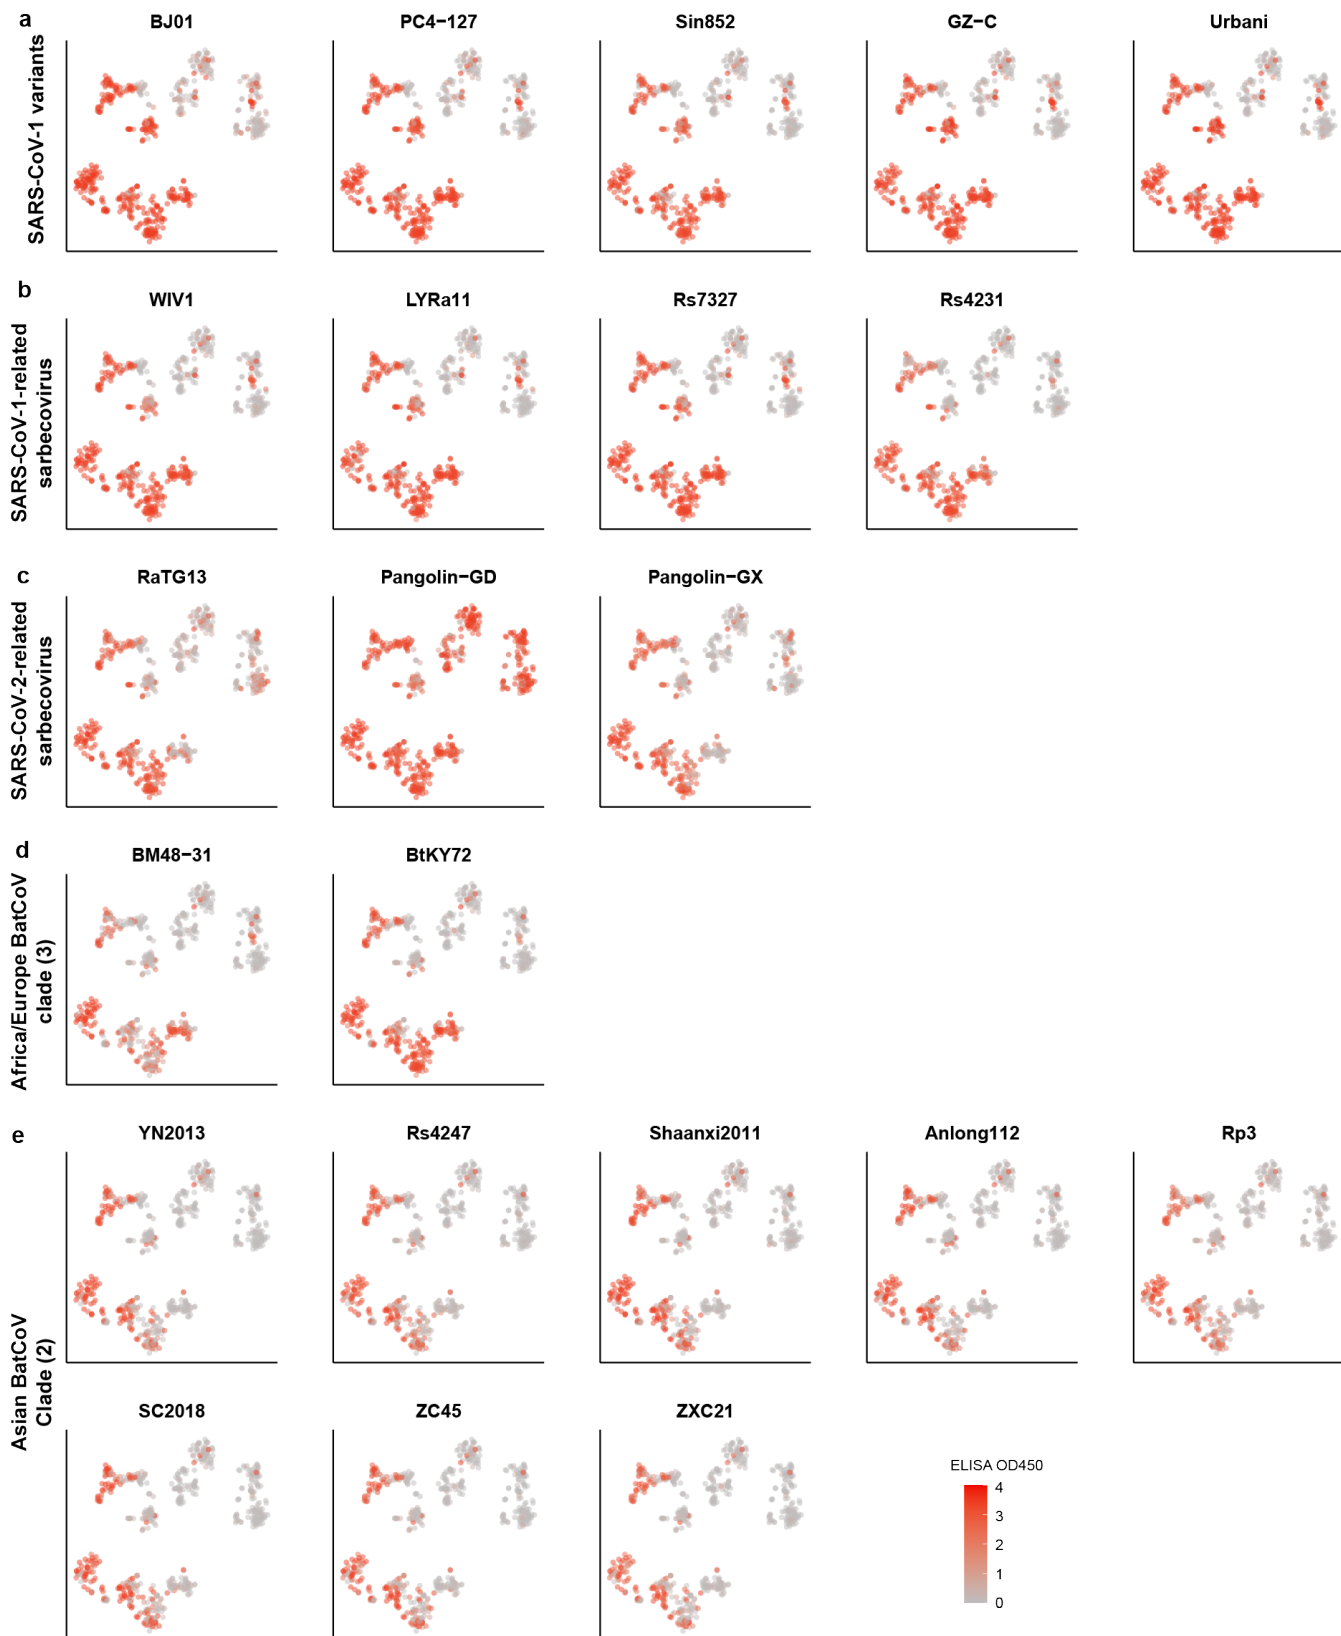 a
BJ01
PC4−127
Sin852
GZ−C
Urbani
SARS-CoV-1 variants
b
WIV1
LYRa11
Rs7327
Rs4231
SARS-CoV-1-related
sarbecovirus
c
RaTG13
Pangolin−GD
Pangolin−GX
SARS-CoV-2-related
sarbecovirus
d
BM48−31
BtKY72
Africa/Europe BatCoV
clade (3)
e
YN2013
Rs4247
Shaanxi2011
Anlong112
Rp3
Asian BatCoV
Clade (2)
SC2018
ZC45
ZXC21
ELISA OD450
4
3
2
1
0